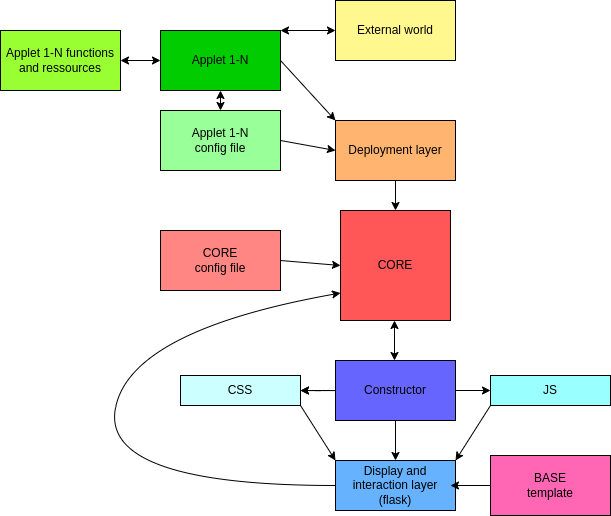 External world
Applet 1-N functions
and ressources
Applet 1-N
Applet 1-N
config file
Deployment layer
CORE
config file
CORE
CSS
Constructor
JS
Display and
interaction layer
(flask)
BASE
template